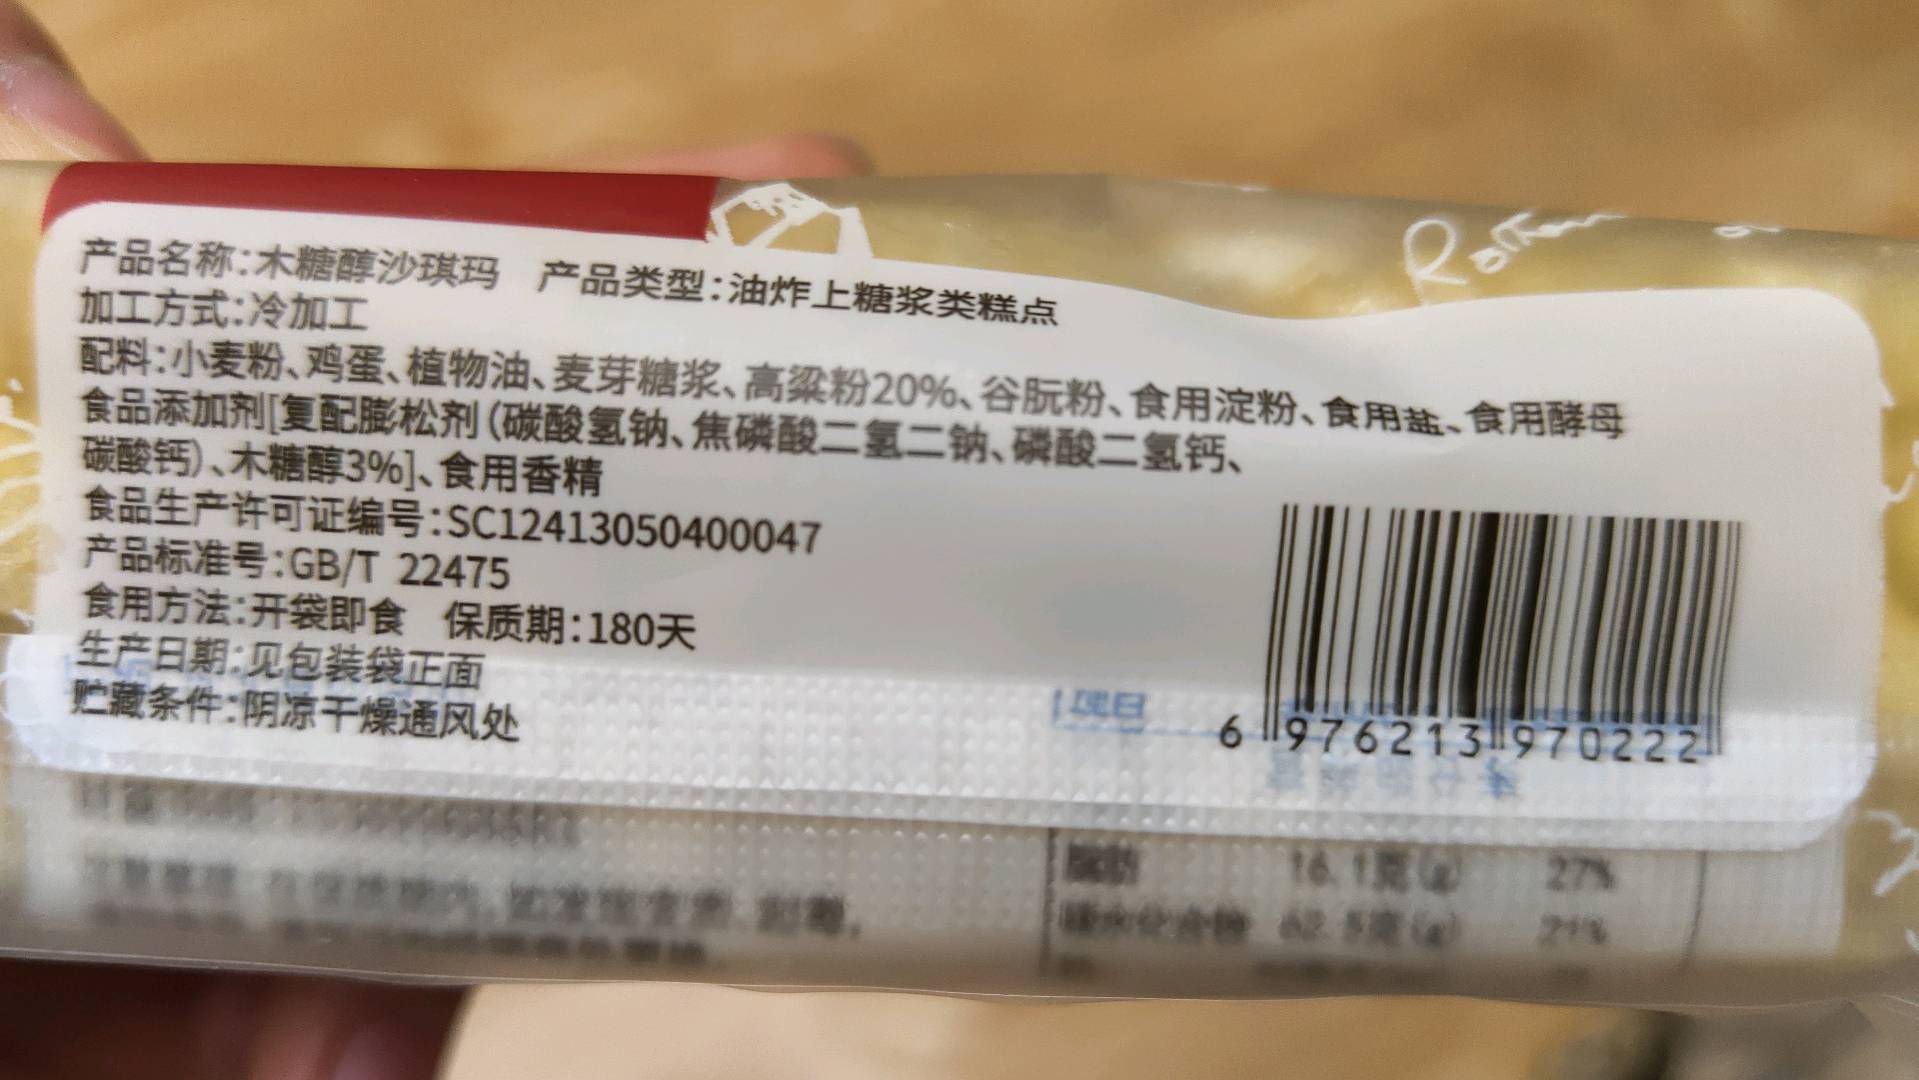 产品名称:木糖醇沙琪玛 产品类型:油炸上糖浆类糕点
加工方式:冷加工
配料:小麦粉、鸡蛋、植物油、麦芽糖浆、高粱粉20%、谷朊粉、食用淀粉、食用盐、食用酵母
食品添加剂[复配膨松剂(碳酸氢钠、焦磷酸二氢二钠、磷酸二氢钙、
碳酸钙)、木糖醇3%]、食用香精
食品生产许可证编号:SC12413050400047
产品标准号:GB/T 22475
食用方法:开袋即食 保质期:180天
生产日期:见包装袋正面
贮藏条件:阴凉干燥通风处
6 976213 970222
脂肪 16.1克(g) 27%
21%